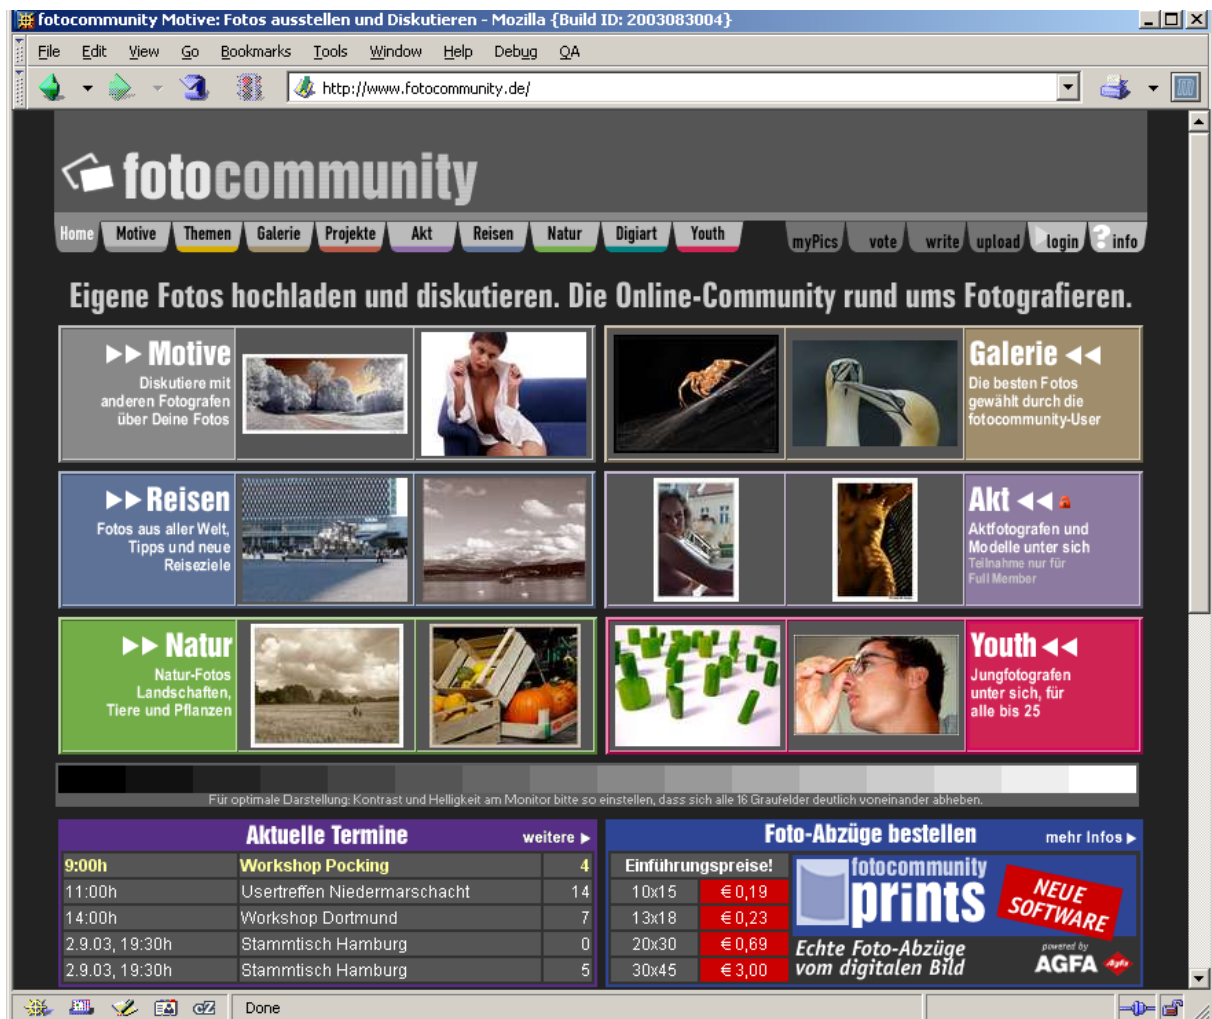 fotocommunity Motive: Fotos ausstellen und Diskutieren - Mozilla {Build ID: 2003083004}
File Edit View Go Bookmarks Tools Window Help Debug QA
http://www.fotocommunity.de/
fotocommunity
Home Motive Themen Galerie Projekte Akt Reisen Natur Digiart Youth myPics vote write upload login ? info
Eigene Fotos hochladen und diskutieren. Die Online-Community rund ums Fotografieren.
Motive
Diskutiere mit
anderen Fotografen
über Deine Fotos
Galerie
Die besten Fotos
gewählt durch die
fotocommunity-User
Reisen
Fotos aus aller Welt,
Tipps und neue
Reiseziele
Akt
Aktfotografen und
Modelle unter sich
Teilnahme nur für
Full Member
Natur
Natur-Fotos
Landschaften,
Tiere und Pflanzen
Youth
Jungfotografen
unter sich, für
alle bis 25
Für optimale Darstellung: Kontrast und Helligkeit am Monitor bitte so einstellen, dass sich alle 16 Graufelder deutlich voneinander abheben.
Aktuelle Termine weitere
9:00h Workshop Pocking 4
11:00h Usertreffen Niedermarschacht 14
14:00h Workshop Dortmund 7
2.9.03, 19:30h Stammtisch Hamburg 0
2.9.03, 19:30h Stammtisch Hamburg 5
Foto-Abzüge bestellen mehr Infos
Einführungspreise!
10x15 € 0,19
13x18 € 0,23
20x30 € 0,69
30x45 € 3,00
fotocommunity
prints
NEUE
SOFTWARE
Echte Foto-Abzüge
vom digitalen Bild
powered by
AGFA
cZ Done